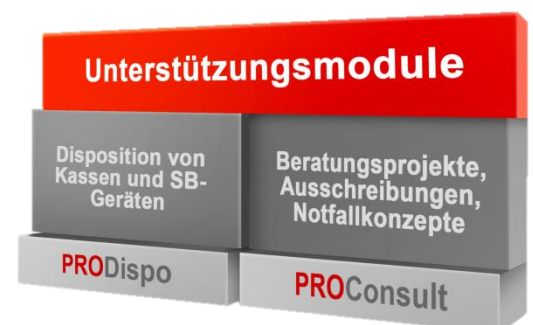 Unterstützungsmodule
Disposition von
Kassen und SB-
Geräten
Beratungsprojekte,
Ausschreibungen,
Notfallkonzepte
PRODispo
PROConsult